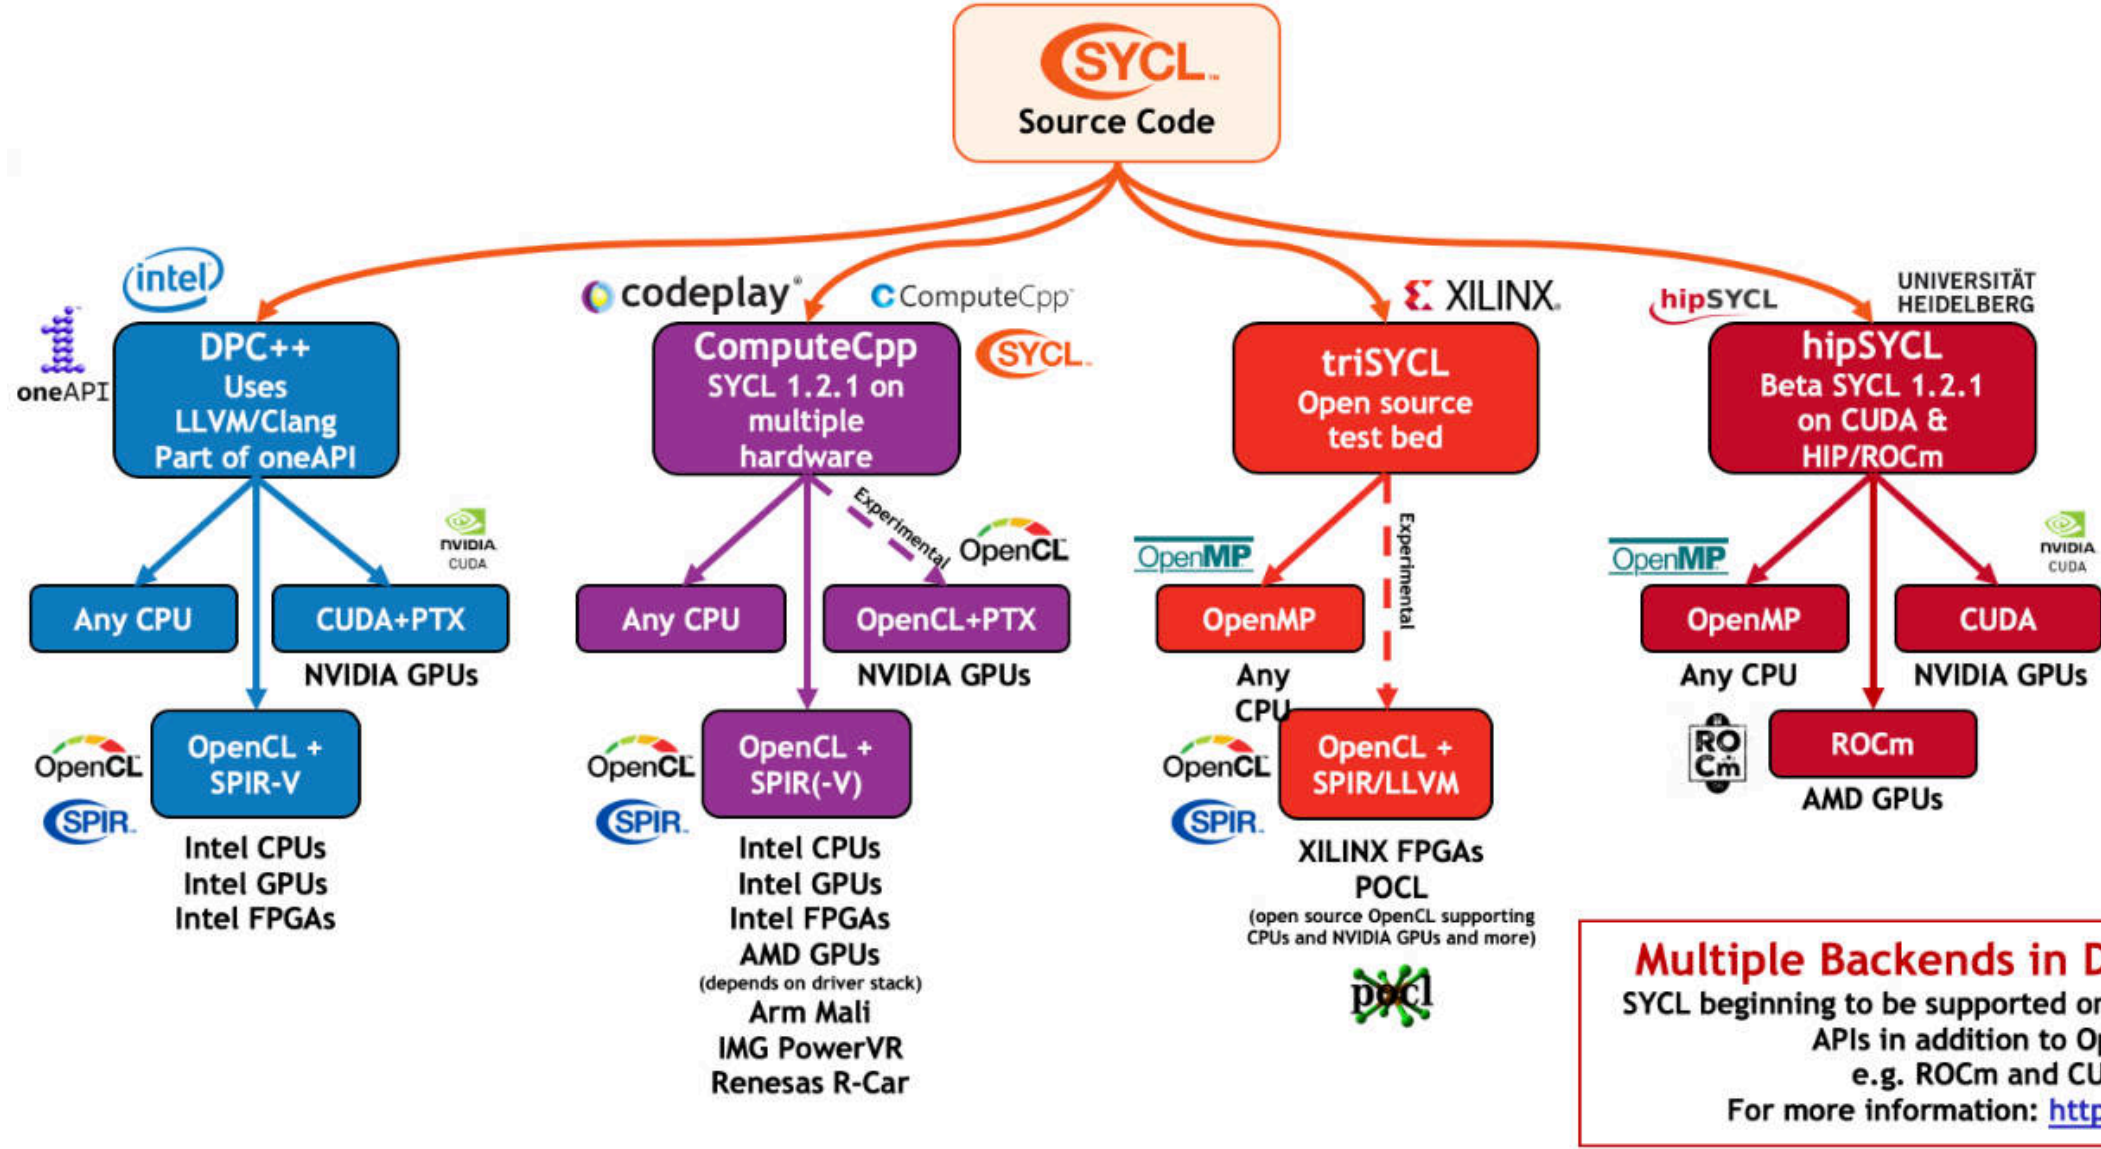 SYCL™
Source Code
intel
oneAPI
DPC++
Uses
LLVM/Clang
Part of oneAPI
codeplay®
ComputeCpp™
SYCL™
ComputeCpp
SYCL 1.2.1 on
multiple
hardware
XILINX®
triSYCL
Open source
test bed
hipSYCL
UNIVERSITÄT
HEIDELBERG
hipSYCL
Beta SYCL 1.2.1
on CUDA &
HIP/ROCm
NVIDIA
CUDA
Any CPU
CUDA+PTX
NVIDIA GPUs
OpenCL
SPIR™
OpenCL +
SPIR-V
Intel CPUs
Intel GPUs
Intel FPGAs
Experimental
OpenCL
Any CPU
OpenCL+PTX
NVIDIA GPUs
OpenCL
SPIR™
OpenCL +
SPIR(-V)
Intel CPUs
Intel GPUs
Intel FPGAs
AMD GPUs
(depends on driver stack)
Arm Mali
IMG PowerVR
Renesas R-Car
OpenMP
Experimental
OpenMP
Any
CPU
OpenCL
SPIR™
OpenCL +
SPIR/LLVM
XILINX FPGAs
POCL
(open source OpenCL supporting
CPUs and NVIDIA GPUs and more)
pocl
OpenMP
NVIDIA
CUDA
OpenMP
CUDA
Any CPU
NVIDIA GPUs
ROCm
ROCm
AMD GPUs
Multiple Backends in D
SYCL beginning to be supported on
APIs in addition to Op
e.g. ROCm and CU
For more information: http